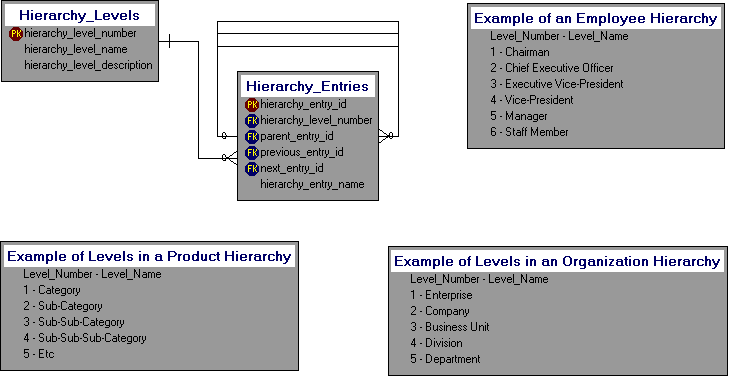 Hierarchy_Levels
PK hierarchy_level_number
hierarchy_level_name
hierarchy_level_description
Hierarchy_Entries
PK hierarchy_entry_id
FK hierarchy_level_number
FK parent_entry_id
FK previous_entry_id
FK next_entry_id
hierarchy_entry_name
Example of an Employee Hierarchy
Level_Number - Level_Name
1 - Chairman
2 - Chief Executive Officer
3 - Executive Vice-President
4 - Vice-President
5 - Manager
6 - Staff Member
Example of Levels in a Product Hierarchy
Level_Number - Level_Name
1 - Category
2 - Sub-Category
3 - Sub-Sub-Category
4 - Sub-Sub-Sub-Category
5 - Etc
Example of Levels in an Organization Hierarchy
Level_Number - Level_Name
1 - Enterprise
2 - Company
3 - Business Unit
4 - Division
5 - Department